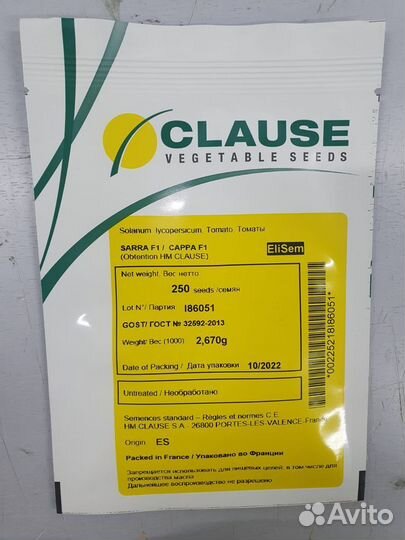 CLAUSE
VEGETABLE SEEDS
Solanum lycopersicum, Tomato, Томаты
SARRA F1 / САРРА F1
(Obtention HM CLAUSE)
EliSem
Net weight. Вес нетто
250 seeds /семян
Lot N°/ Партия I86051
GOST/ ГОСТ № 32592-2013
Weight/ Вес (1000) 2,670g
Date of Packing / Дата упаковки 10/2022
Untreated / Необработано
*00225218I86051*
Semences standard – Règles et normes C.E.
HM CLAUSE S.A - 26800 PORTES-LES-VALENCE-France
Origin ES
Packed in France / Упаковано во Франции
Запрещается использовать для пищевых целей, в том числе для
производства масла
Дальнейшее воспроизводство не разрешено
Avito